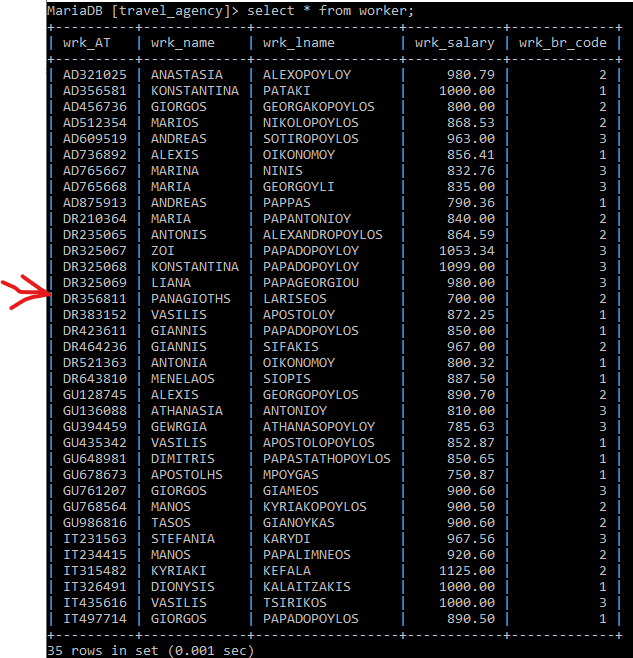 MariaDB [travel_agency]> select * from worker;
+----------+-------------+-----------------+------------+-------------+
| wrk_AT | wrk_name | wrk_lname | wrk_salary | wrk_br_code |
+----------+-------------+-----------------+------------+-------------+
| AD321025 | ANASTASIA | ALEXOPOYLOY | 980.79 | 2 |
| AD356581 | KONSTANTINA | PATAKI | 1000.00 | 1 |
| AD456736 | GIORGOS | GEORGAKOPOYLOS | 800.00 | 2 |
| AD512354 | MARIOS | NIKOLOPOYLOS | 868.53 | 2 |
| AD609519 | ANDREAS | SOTIROPOYLOS | 963.00 | 3 |
| AD736892 | ALEXIS | OIKONOMOY | 856.41 | 1 |
| AD765667 | MARINA | NINIS | 832.76 | 3 |
| AD765668 | MARIA | GEORGOYLI | 835.00 | 3 |
| AD875913 | ANDREAS | PAPPAS | 790.36 | 1 |
| DR210364 | MARIA | PAPANTONIOY | 840.00 | 2 |
| DR235065 | ANTONIS | ALEXANDROPOYLOS | 864.59 | 2 |
| DR325067 | ZOI | PAPADOPOYLOY | 1053.34 | 3 |
| DR325068 | KONSTANTINA | PAPADOPOYLOY | 1099.00 | 3 |
| DR325069 | LIANA | PAPAGEORGIOU | 980.00 | 3 |
| DR356811 | PANAGIOTHS | LARISEOS | 700.00 | 2 |
| DR383152 | VASILIS | APOSTOLOY | 872.25 | 1 |
| DR423611 | GIANNIS | PAPADOPOYLOS | 850.00 | 1 |
| DR464236 | GIANNIS | SIFAKIS | 967.00 | 2 |
| DR521363 | ANTONIA | OIKONOMOY | 800.32 | 1 |
| DR643810 | MENELAOS | SIOPIS | 887.50 | 1 |
| GU128745 | ALEXIS | GEORGOPOYLOS | 890.70 | 2 |
| GU136088 | ATHANASIA | ANTONIOY | 810.00 | 3 |
| GU394459 | GEWRGIA | ATHANASOPOYLOY | 785.63 | 3 |
| GU435342 | VASILIS | APOSTOLOPOYLOS | 852.87 | 1 |
| GU648981 | DIMITRIS | PAPASTATHOPOYLOS | 850.65 | 1 |
| GU678673 | APOSTOLHS | MPOYGAS | 750.87 | 1 |
| GU761207 | GIORGOS | GIAMEOS | 900.60 | 3 |
| GU768564 | MANOS | KYRIAKOPOYLOS | 900.50 | 2 |
| GU986816 | TASOS | GIANOYKAS | 900.60 | 2 |
| IT231563 | STEFANIA | KARYDI | 967.56 | 3 |
| IT234415 | MANOS | PAPALIMNEOS | 920.60 | 2 |
| IT315482 | KYRIAKI | KEFALA | 1125.00 | 2 |
| IT326491 | DIONYSIS | KALAITZAKIS | 1000.00 | 1 |
| IT435616 | VASILIS | TSIRIKOS | 1000.00 | 3 |
| IT497714 | GIORGOS | PAPADOPOYLOS | 890.50 | 1 |
+----------+-------------+-----------------+------------+-------------+
35 rows in set (0.001 sec)